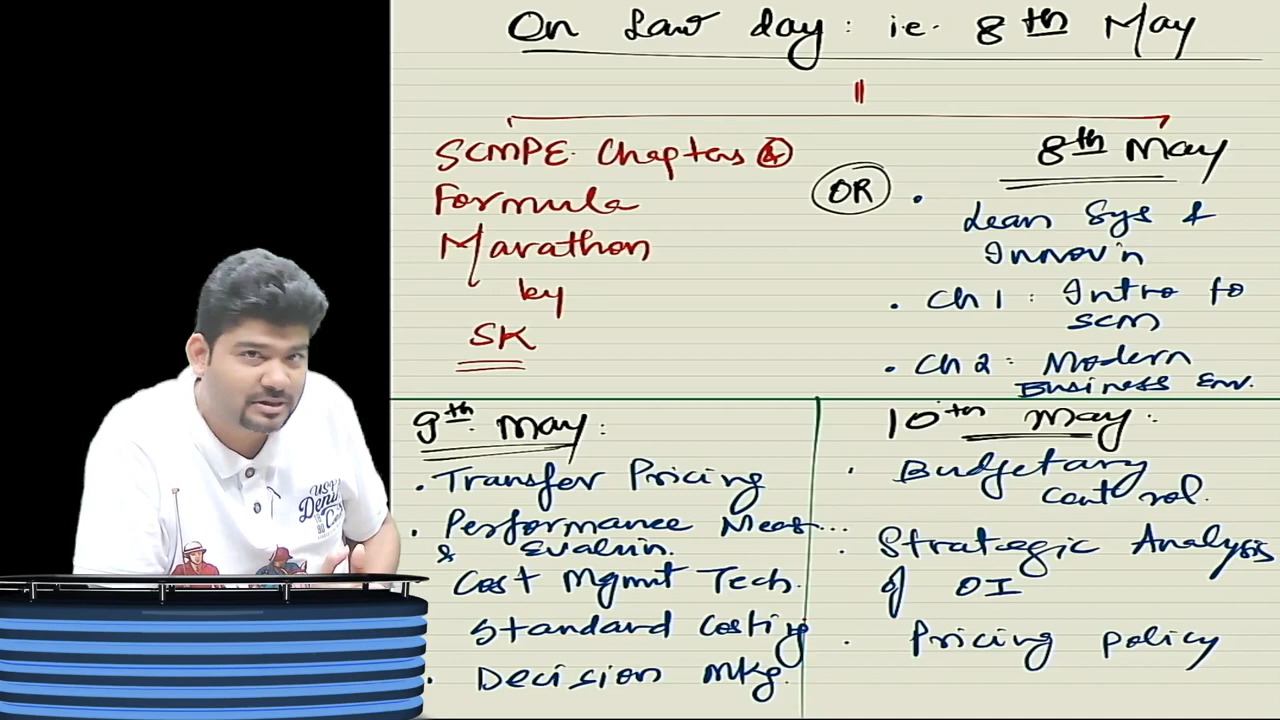 On Law day : i.e. 8th May
SCMPE Chapters &
Formula
Marathon
by
SK
OR
8th May
. Lean Sys &
Innov'n
. Ch 1 : Intro to
SCM
. Ch 2 : Modern
Business Env.
9th May :
. Transfer Pricing
. Performance Meas...
& Evalu'n.
Cost Mgmt Tech.
Standard Costing
. Decision Mkg.
10th May :
. Budgetary
Control.
. Strategic Analysis
of OI
. Pricing policy